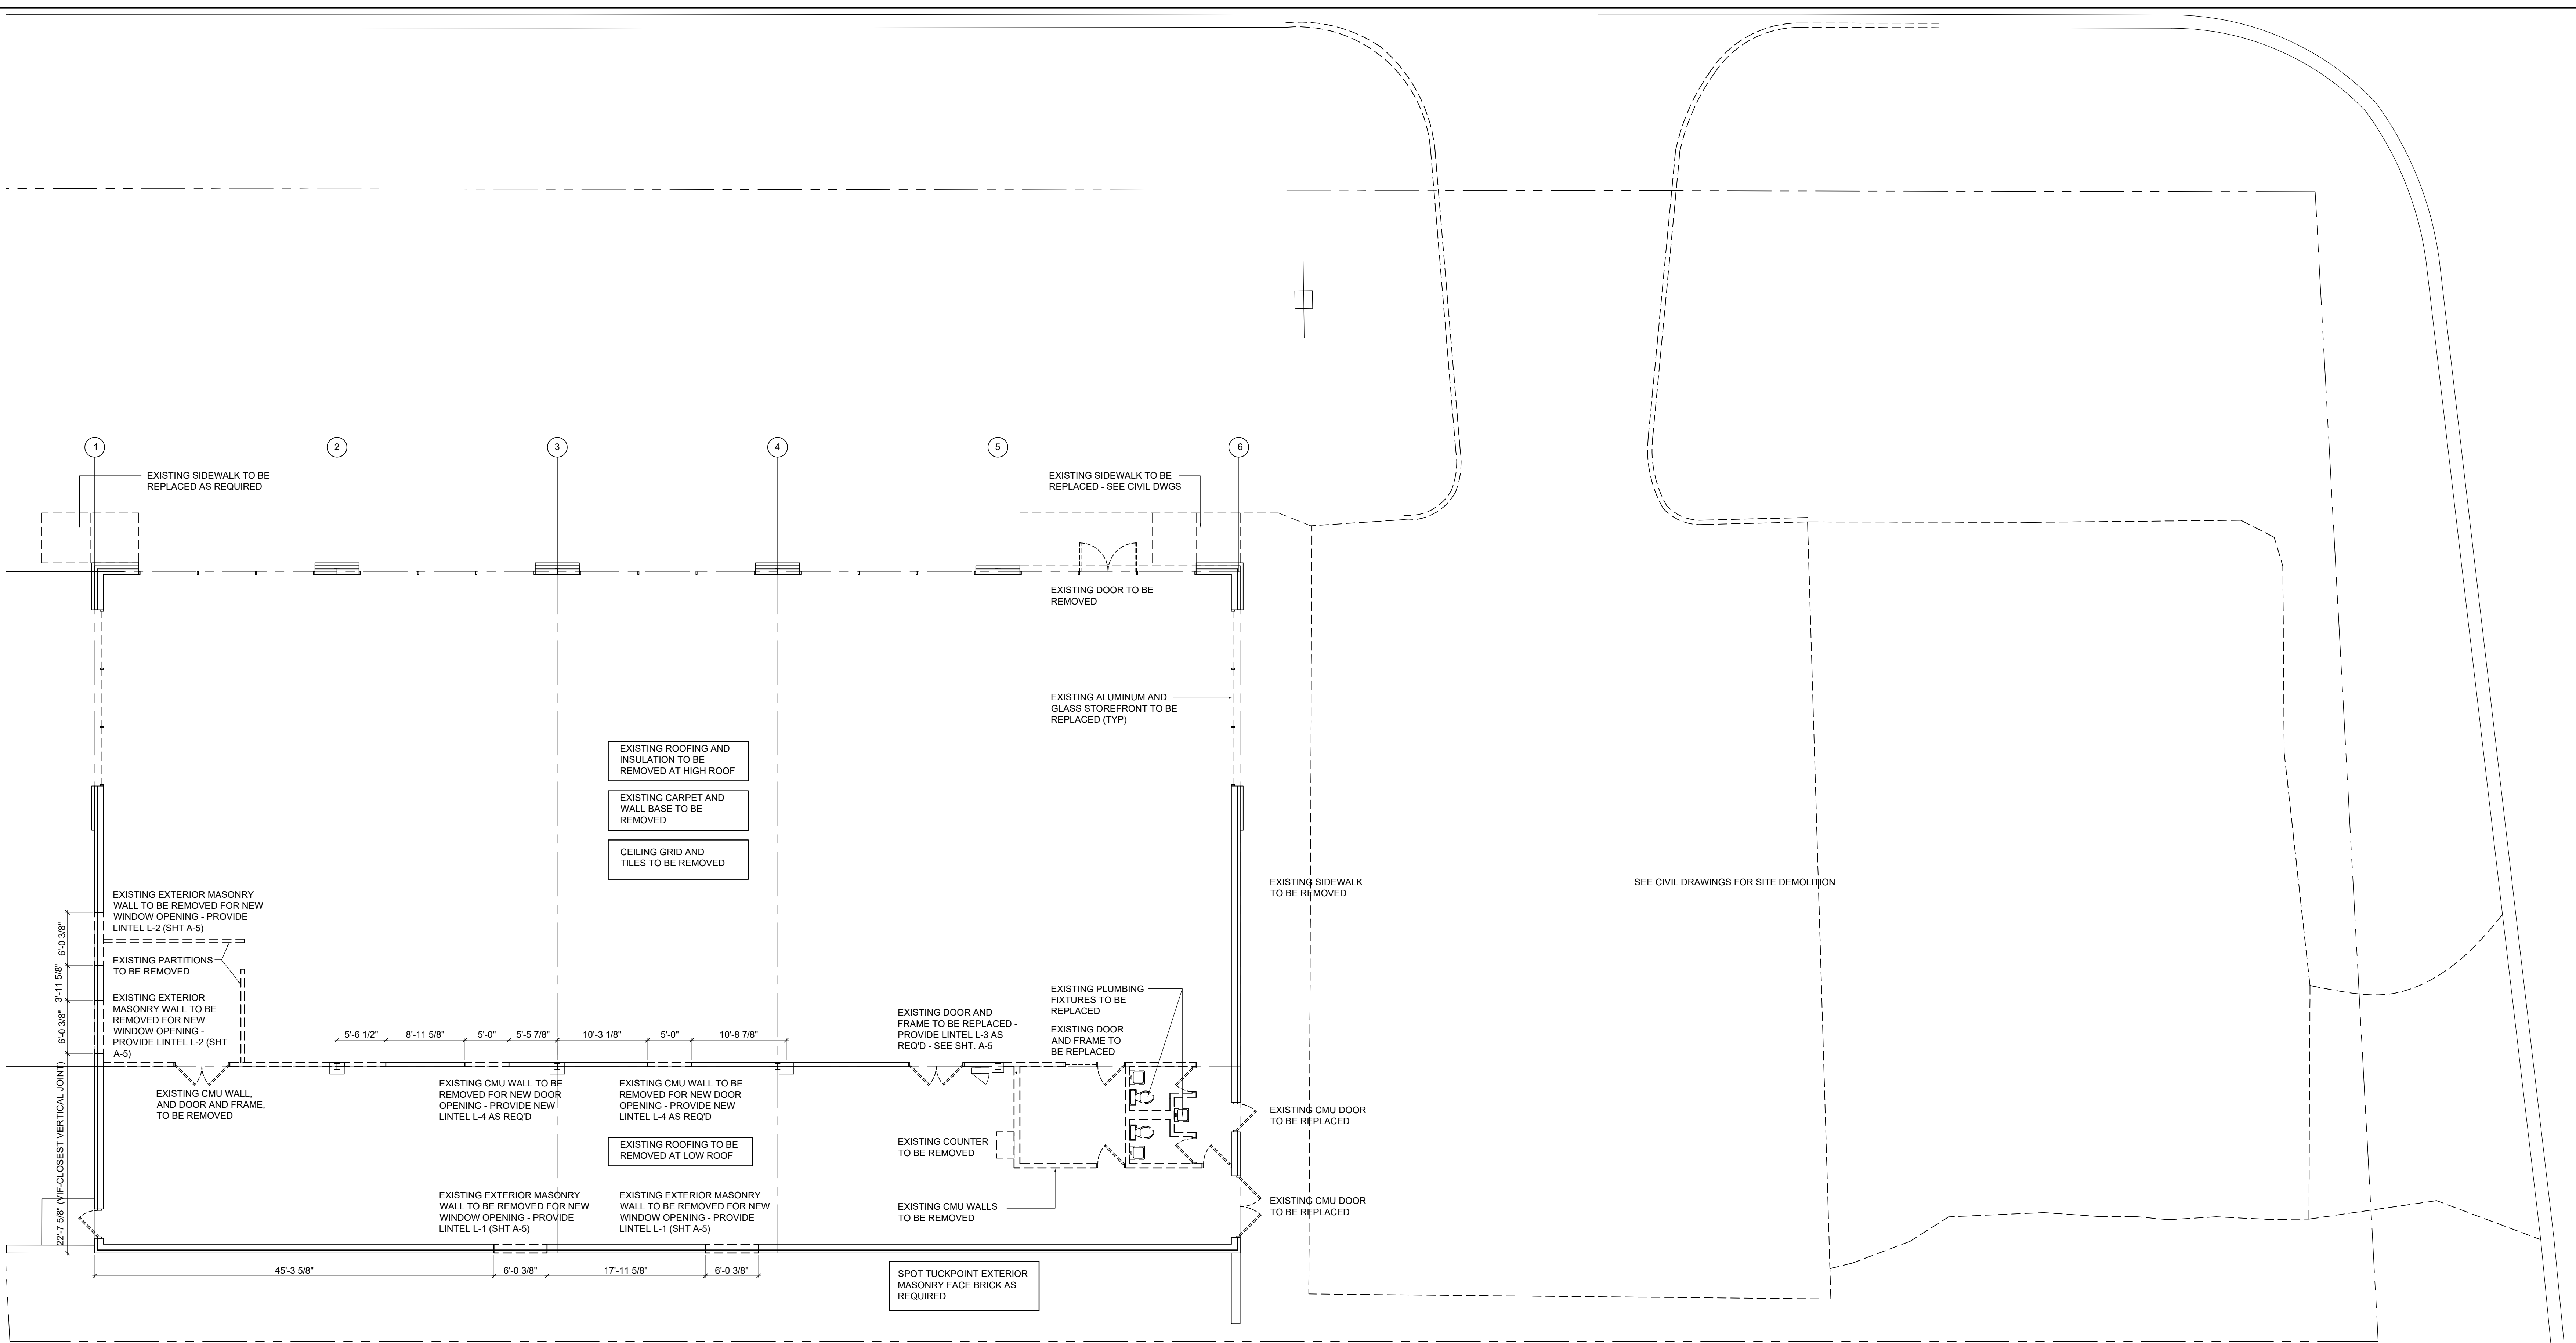 1
2
3
4
5
6
EXISTING SIDEWALK TO BE
REPLACED AS REQUIRED
EXISTING SIDEWALK TO BE
REPLACED - SEE CIVIL DWGS
EXISTING DOOR TO BE
REMOVED
EXISTING ALUMINUM AND
GLASS STOREFRONT TO BE
REPLACED (TYP)
EXISTING ROOFING AND
INSULATION TO BE
REMOVED AT HIGH ROOF
EXISTING CARPET AND
WALL BASE TO BE
REMOVED
CEILING GRID AND
TILES TO BE REMOVED
EXISTING SIDEWALK
TO BE REMOVED
SEE CIVIL DRAWINGS FOR SITE DEMOLITION
EXISTING EXTERIOR MASONRY
WALL TO BE REMOVED FOR NEW
WINDOW OPENING - PROVIDE
LINTEL L-2 (SHT A-5)
6'-0 3/8"
EXISTING PARTITIONS
TO BE REMOVED
3'-11 5/8"
EXISTING EXTERIOR
MASONRY WALL TO BE
REMOVED FOR NEW
WINDOW OPENING -
PROVIDE LINTEL L-2 (SHT
A-5)
6'-0 3/8"
22'-7 5/8" (VIF-CLOSEST VERTICAL JOINT)
5'-6 1/2"
8'-11 5/8"
5'-0"
5'-5 7/8"
10'-3 1/8"
5'-0"
10'-8 7/8"
EXISTING DOOR AND
FRAME TO BE REPLACED -
PROVIDE LINTEL L-3 AS
REQ'D - SEE SHT. A-5
EXISTING PLUMBING
FIXTURES TO BE
REPLACED
EXISTING DOOR
AND FRAME TO
BE REPLACED
EXISTING CMU WALL,
AND DOOR AND FRAME,
TO BE REMOVED
EXISTING CMU WALL TO BE
REMOVED FOR NEW DOOR
OPENING - PROVIDE NEW
LINTEL L-4 AS REQ'D
EXISTING CMU WALL TO BE
REMOVED FOR NEW DOOR
OPENING - PROVIDE NEW
LINTEL L-4 AS REQ'D
EXISTING ROOFING TO BE
REMOVED AT LOW ROOF
EXISTING COUNTER
TO BE REMOVED
EXISTING CMU DOOR
TO BE REPLACED
EXISTING EXTERIOR MASONRY
WALL TO BE REMOVED FOR NEW
WINDOW OPENING - PROVIDE
LINTEL L-1 (SHT A-5)
EXISTING EXTERIOR MASONRY
WALL TO BE REMOVED FOR NEW
WINDOW OPENING - PROVIDE
LINTEL L-1 (SHT A-5)
EXISTING CMU WALLS
TO BE REMOVED
EXISTING CMU DOOR
TO BE REPLACED
45'-3 5/8"
6'-0 3/8"
17'-11 5/8"
6'-0 3/8"
SPOT TUCKPOINT EXTERIOR
MASONRY FACE BRICK AS
REQUIRED